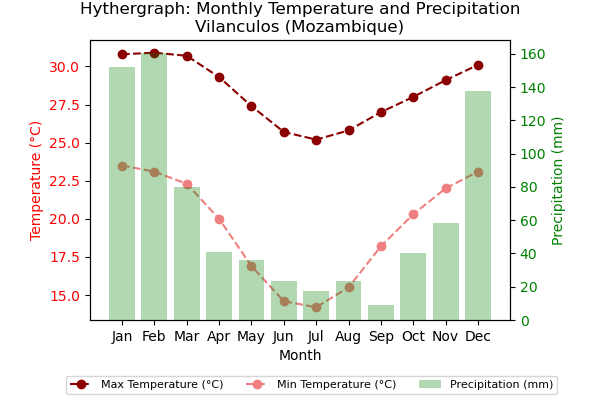 Hythergraph: Monthly Temperature and Precipitation
Vilanculos (Mozambique)
Temperature (°C)
30.0
27.5
25.0
22.5
20.0
17.5
15.0
160
140
120
100
80
60
40
20
0
Precipitation (mm)
Jan Feb Mar Apr May Jun Jul Aug Sep Oct Nov Dec
Month
Max Temperature (°C) Min Temperature (°C) Precipitation (mm)